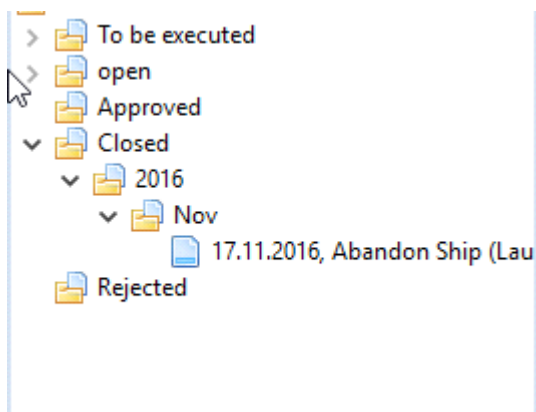 To be executed
open
Approved
Closed
2016
Nov
17.11.2016, Abandon Ship (Lau
Rejected